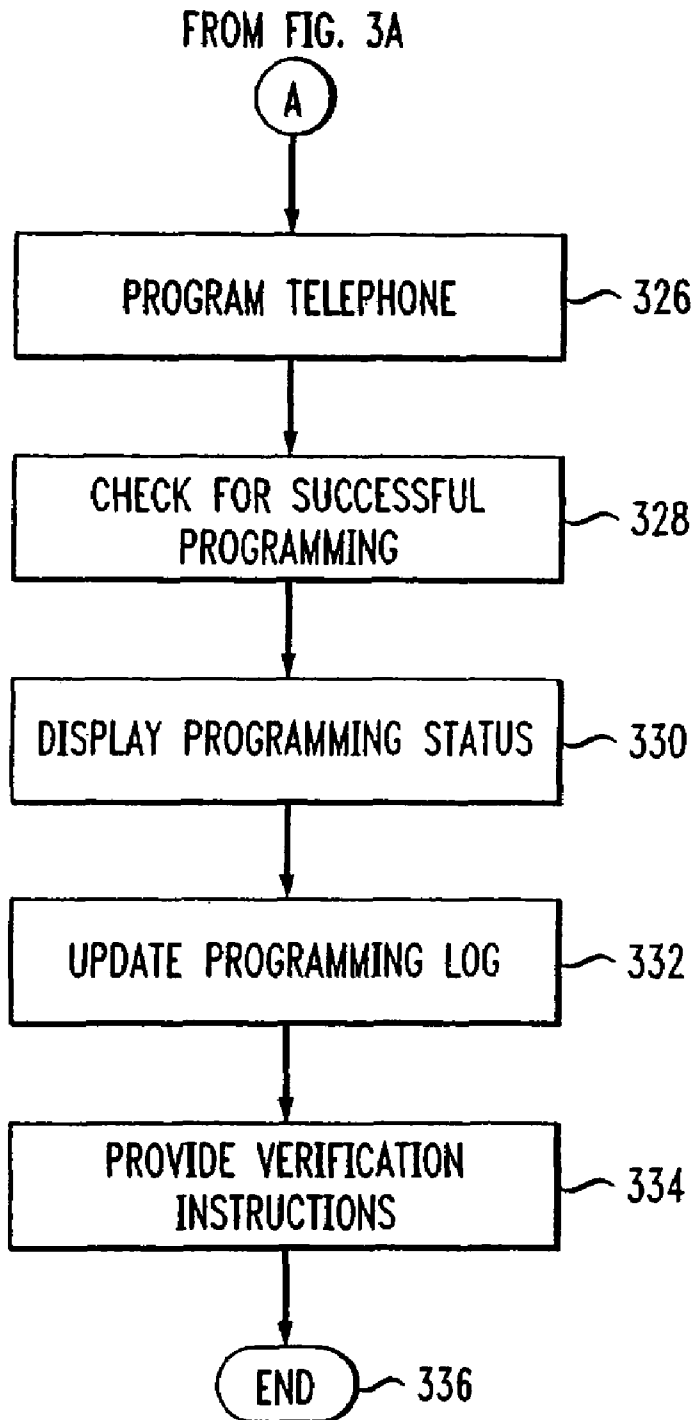 FROM FIG. 3A
A
PROGRAM TELEPHONE
326
CHECK FOR SUCCESSFUL
PROGRAMMING
328
DISPLAY PROGRAMMING STATUS
330
UPDATE PROGRAMMING LOG
332
PROVIDE VERIFICATION
INSTRUCTIONS
334
END
336